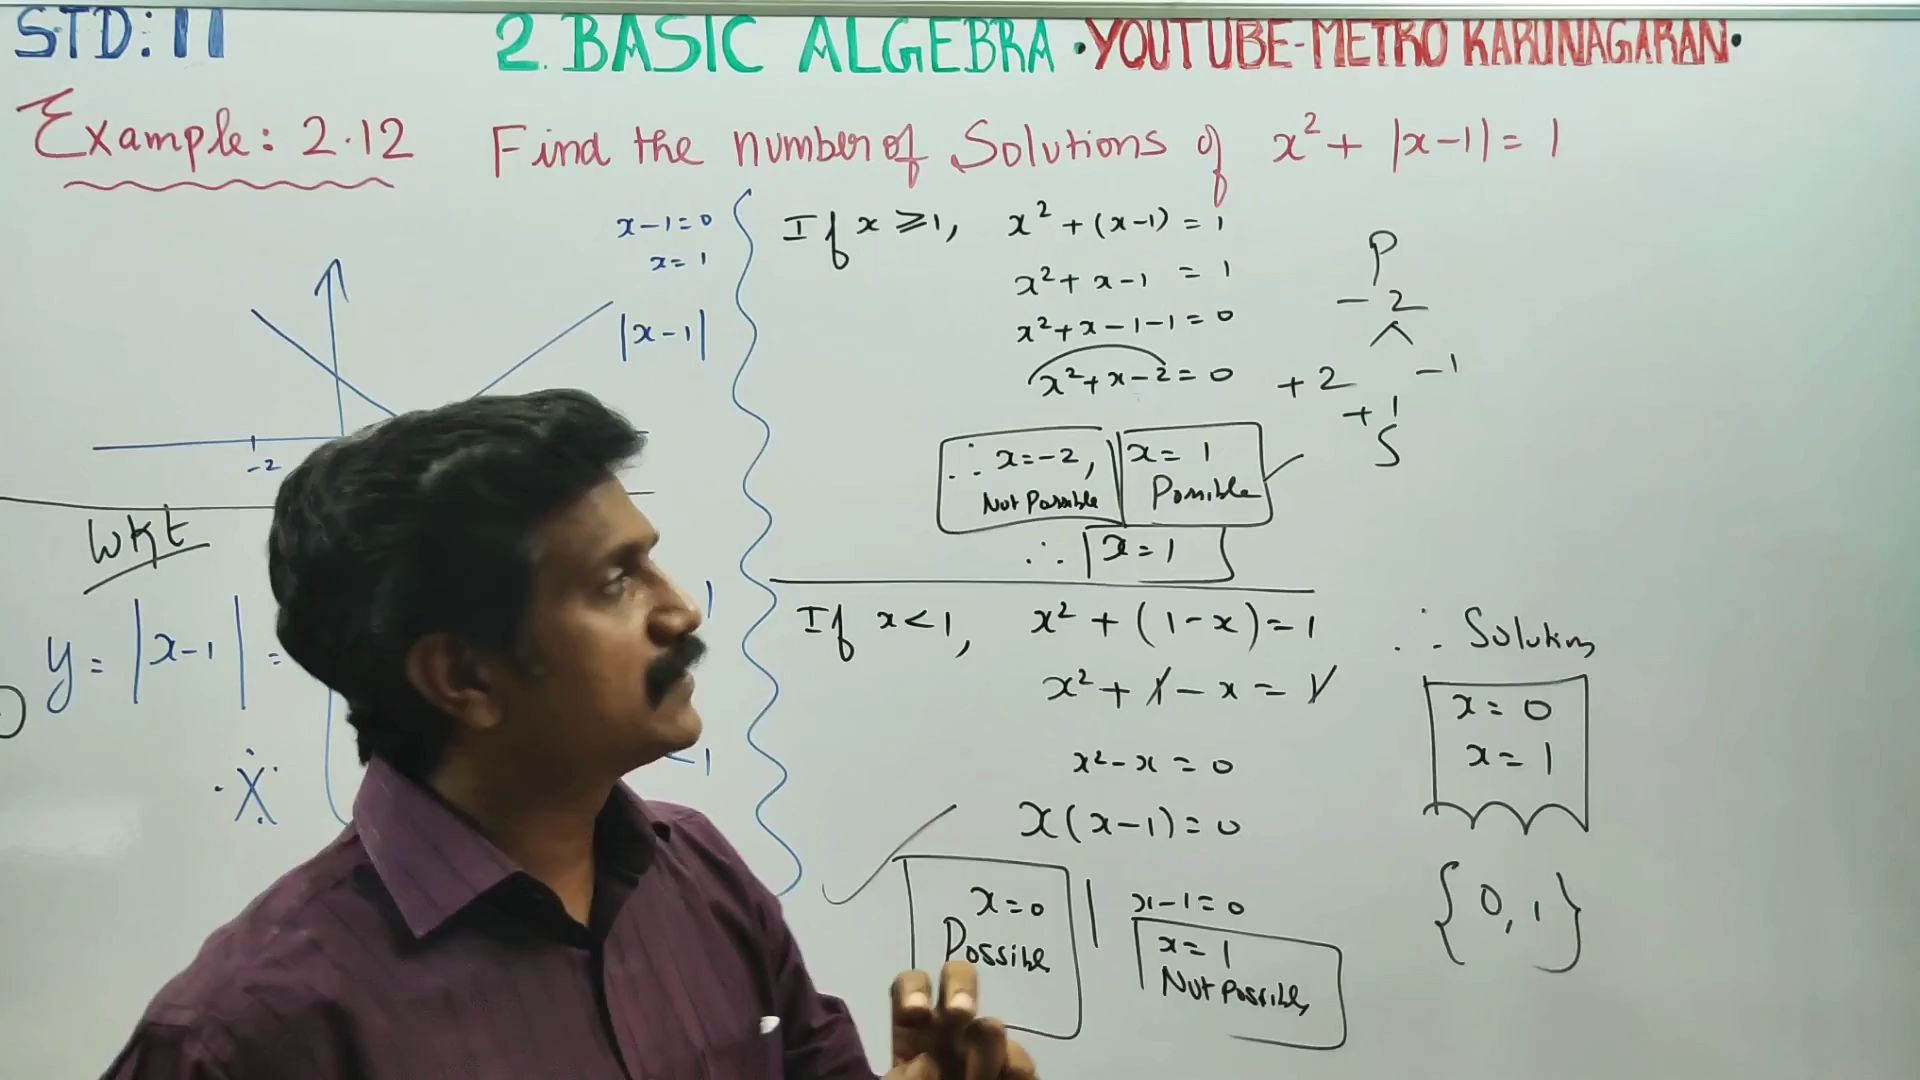 STD: 11
2. BASIC ALGEBRA · YOUTUBE-METRO KARUNAGARAN·
Example: 2.12 Find the number of Solutions of x² + |x-1| = 1
x-1=0
x=1
|x-1|
-2
WKt
y = |x-1| =
1
<1
·X·
If x ≥ 1, x² + (x-1) = 1
x² + x-1 = 1
x² + x-1-1 = 0
x² + x-2 = 0
P
-2
+2 -1
+1
S
∴ x=-2, x=1
Not Possible Possible
∴ x=1
If x < 1, x² + (1-x) = 1
x² + 1 - x = 1
x² - x = 0
x(x-1) = 0
x=0 | x-1=0
Possible x=1
Not possible
∴ Solution
x = 0
x = 1
{0, 1}